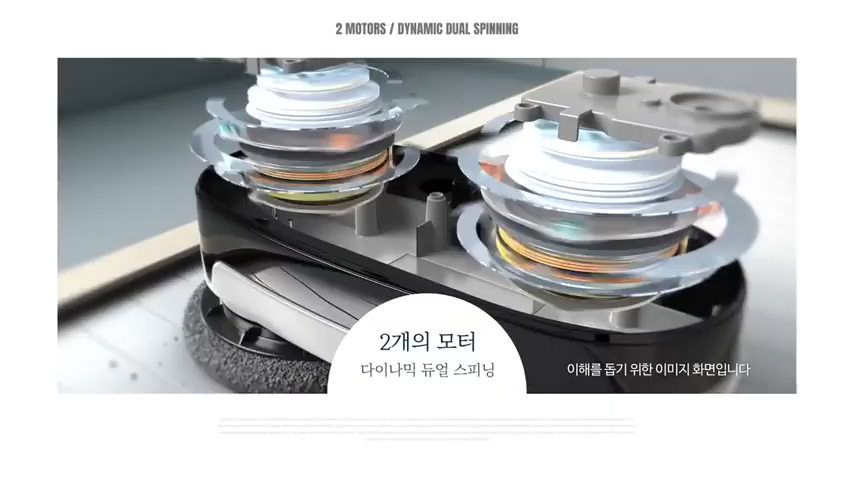 2 MOTORS / DYNAMIC DUAL SPINNING
2개의 모터
다이나믹 듀얼 스피닝
이해를 돕기 위한 이미지 화면입니다